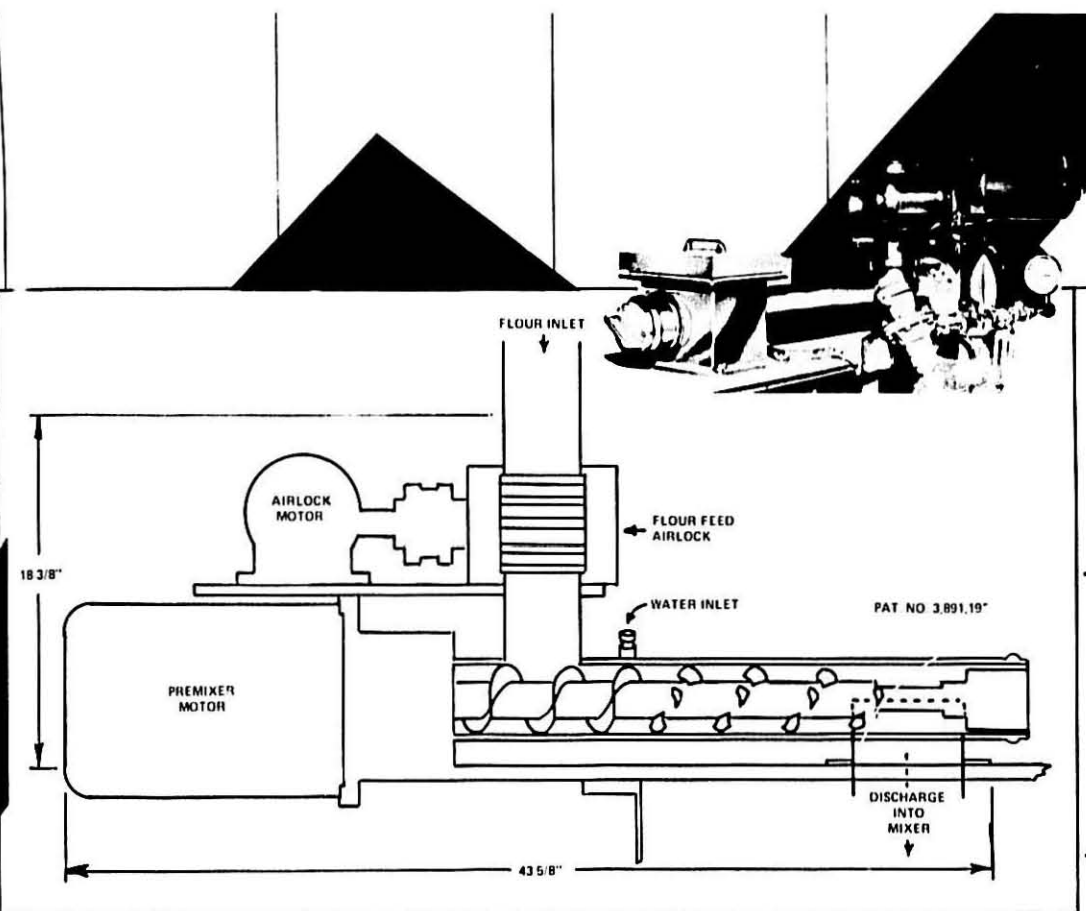 FLOUR INLET
AIRLOCK
MOTOR
FLOUR FEED
AIRLOCK
18 3/8"
WATER INLET
PAT NO 3,891,19"
PREMIXER
MOTOR
DISCHARGE
INTO
MIXER
43 5/8"